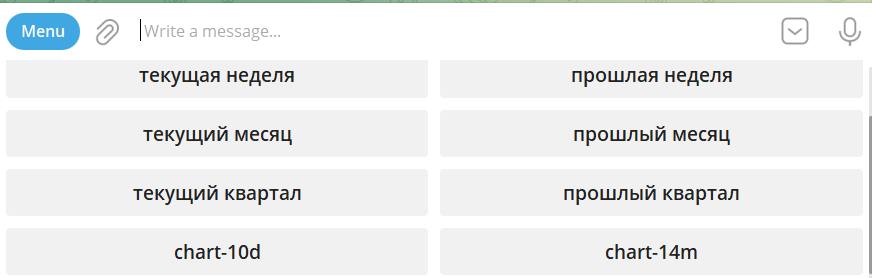 Menu Write a message...
текущая неделя прошлая неделя
текущий месяц прошлый месяц
текущий квартал прошлый квартал
chart-10d chart-14m